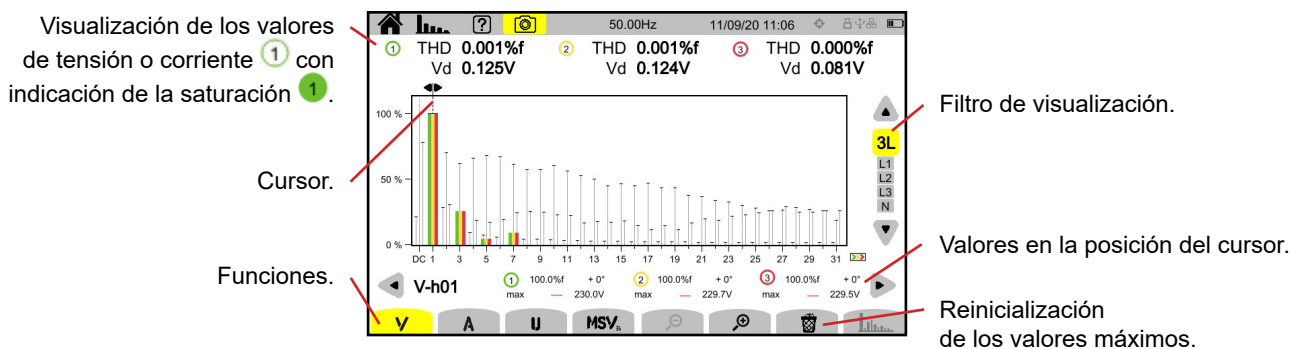 Visualización de los valores
de tensión o corriente 1 con
indicación de la saturación 1.
Cursor.
Funciones.
? 50.00Hz 11/09/20 11:06
1 THD 0.001%f 2 THD 0.001%f 3 THD 0.000%f
Vd 0.125V Vd 0.124V Vd 0.081V
100 %
50 %
0 %
DC 1 3 5 7 9 11 13 15 17 19 21 23 25 27 29 31
3L
L1
L2
L3
N
V-h01 1 100.0%f + 0° 2 100.0%f + 0° 3 100.0%f + 0°
max ---- 230.0V max ---- 229.7V max ---- 229.5V
V A U MSV%
Filtro de visualización.
Valores en la posición del cursor.
Reinicialización
de los valores máximos.